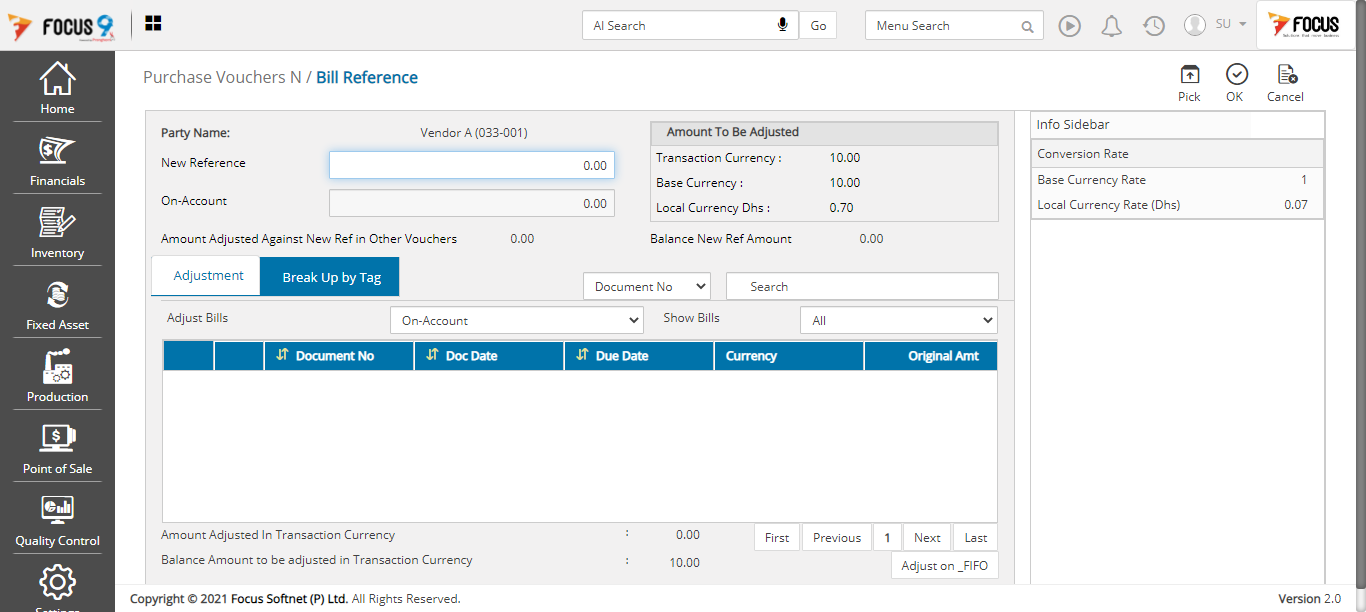 FOCUS 9
AI Search
Go
Menu Search
SU
FOCUS
Home
Financials
Inventory
Fixed Asset
Production
Point of Sale
Quality Control
Settings
Purchase Vouchers N / Bill Reference
Pick
OK
Cancel
Party Name:
Vendor A (033-001)
New Reference
0.00
On-Account
0.00
Amount To Be Adjusted
Transaction Currency : 10.00
Base Currency : 10.00
Local Currency Dhs : 0.70
Amount Adjusted Against New Ref in Other Vouchers 0.00
Balance New Ref Amount 0.00
Adjustment
Break Up by Tag
Document No
Search
Adjust Bills
On-Account
Show Bills
All
Document No
Doc Date
Due Date
Currency
Original Amt
Amount Adjusted In Transaction Currency : 0.00
Balance Amount to be adjusted in Transaction Currency : 10.00
First
Previous
1
Next
Last
Adjust on _FIFO
Info Sidebar
Conversion Rate
Base Currency Rate 1
Local Currency Rate (Dhs) 0.07
Copyright © 2021 Focus Softnet (P) Ltd. All Rights Reserved.
Version 2.0